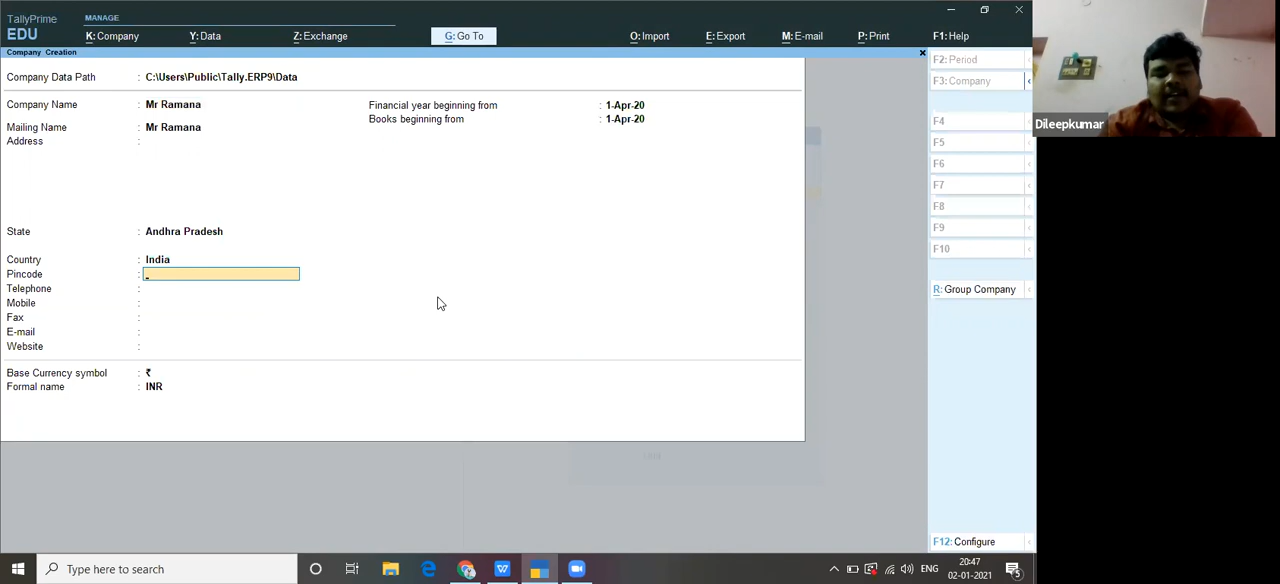 TallyPrime
EDU
MANAGE
K: Company
Y: Data
Z: Exchange
G: Go To
O: Import
E: Export
M: E-mail
P: Print
F1: Help
Company Creation
Company Data Path : C:\Users\Public\Tally.ERP9\Data
Company Name : Mr Ramana
Financial year beginning from : 1-Apr-20
Books beginning from : 1-Apr-20
Mailing Name : Mr Ramana
Address :
State : Andhra Pradesh
Country : India
Pincode :
Telephone :
Mobile :
Fax :
E-mail :
Website :
Base Currency symbol : ₹
Formal name : INR
F2: Period
F3: Company
F4
F5
F6
F7
F8
F9
F10
R: Group Company
F12: Configure
Dileepkumar
Type here to search
ENG
20:47
02-01-2021
5